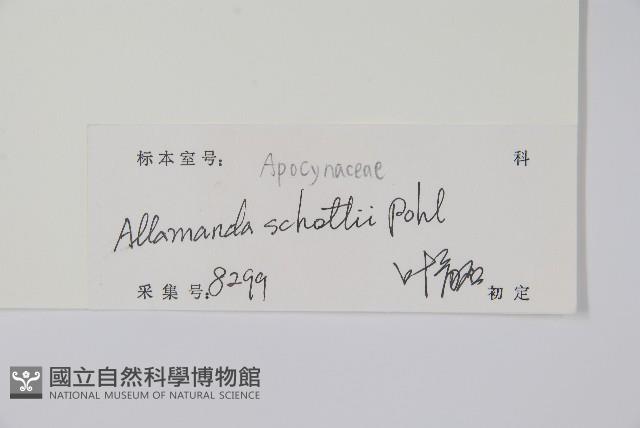 标本室号: Apocynaceae 科
Allamanda schottii Pohl
采集号: 8299 叶 初定
國立自然科學博物館
NATIONAL MUSEUM OF NATURAL SCIENCE